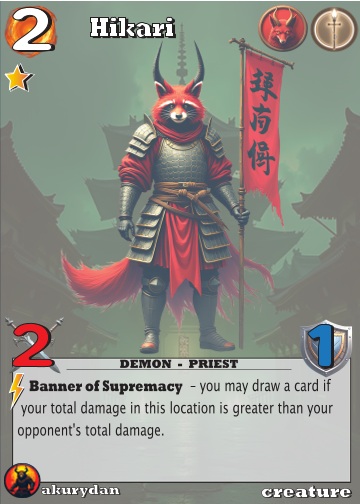 2
Hikari
2
1
DEMON - PRIEST
Banner of Supremacy - you may draw a card if
your total damage in this location is greater than your
opponent's total damage.
akurydan
creature